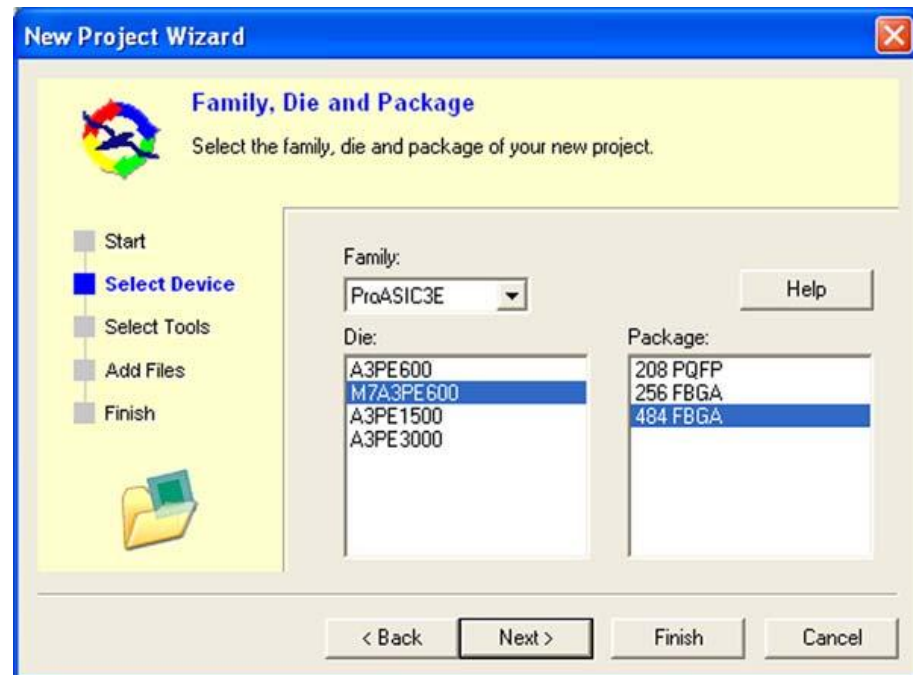 New Project Wizard
Family, Die and Package
Select the family, die and package of your new project.
Start
Select Device
Select Tools
Add Files
Finish
Family:
ProASIC3E
Help
Die:
A3PE600
M7A3PE600
A3PE1500
A3PE3000
Package:
208 PQFP
256 FBGA
484 FBGA
< Back
Next >
Finish
Cancel